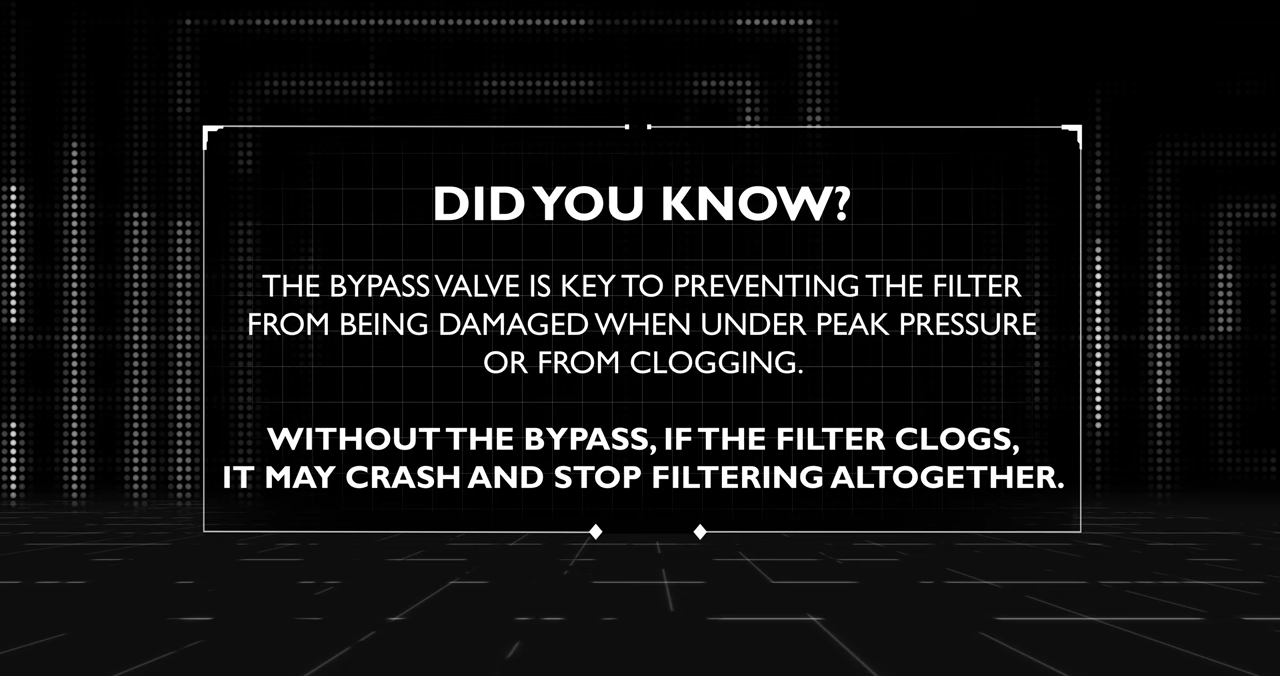 DID YOU KNOW?
THE BYPASS VALVE IS KEY TO PREVENTING THE FILTER
FROM BEING DAMAGED WHEN UNDER PEAK PRESSURE
OR FROM CLOGGING.
WITHOUT THE BYPASS, IF THE FILTER CLOGS,
IT MAY CRASH AND STOP FILTERING ALTOGETHER.